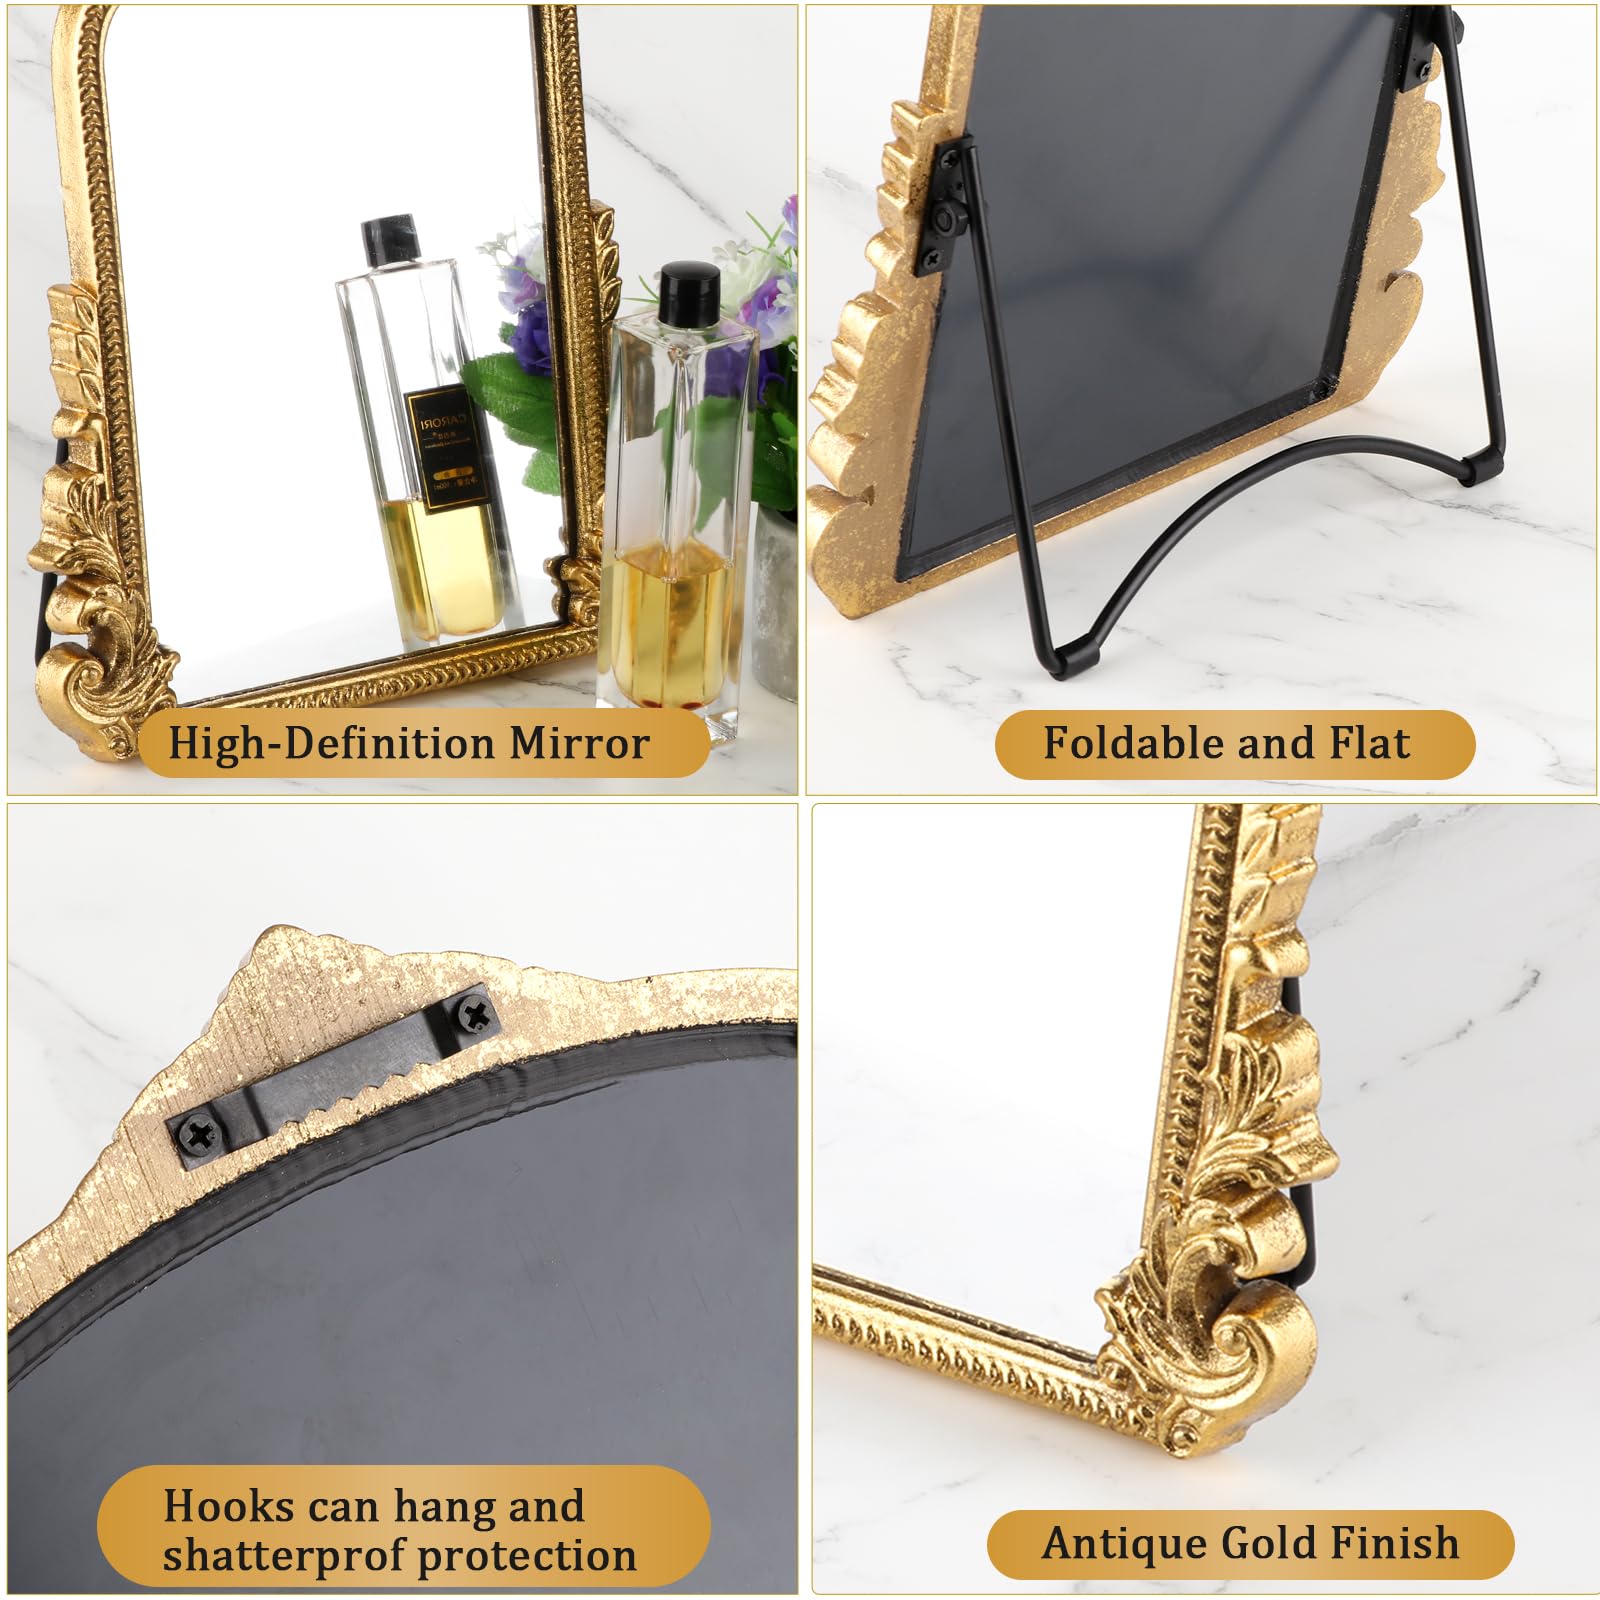 High-Definition Mirror
Foldable and Flat
Hooks can hang and
shatterprof protection
Antique Gold Finish